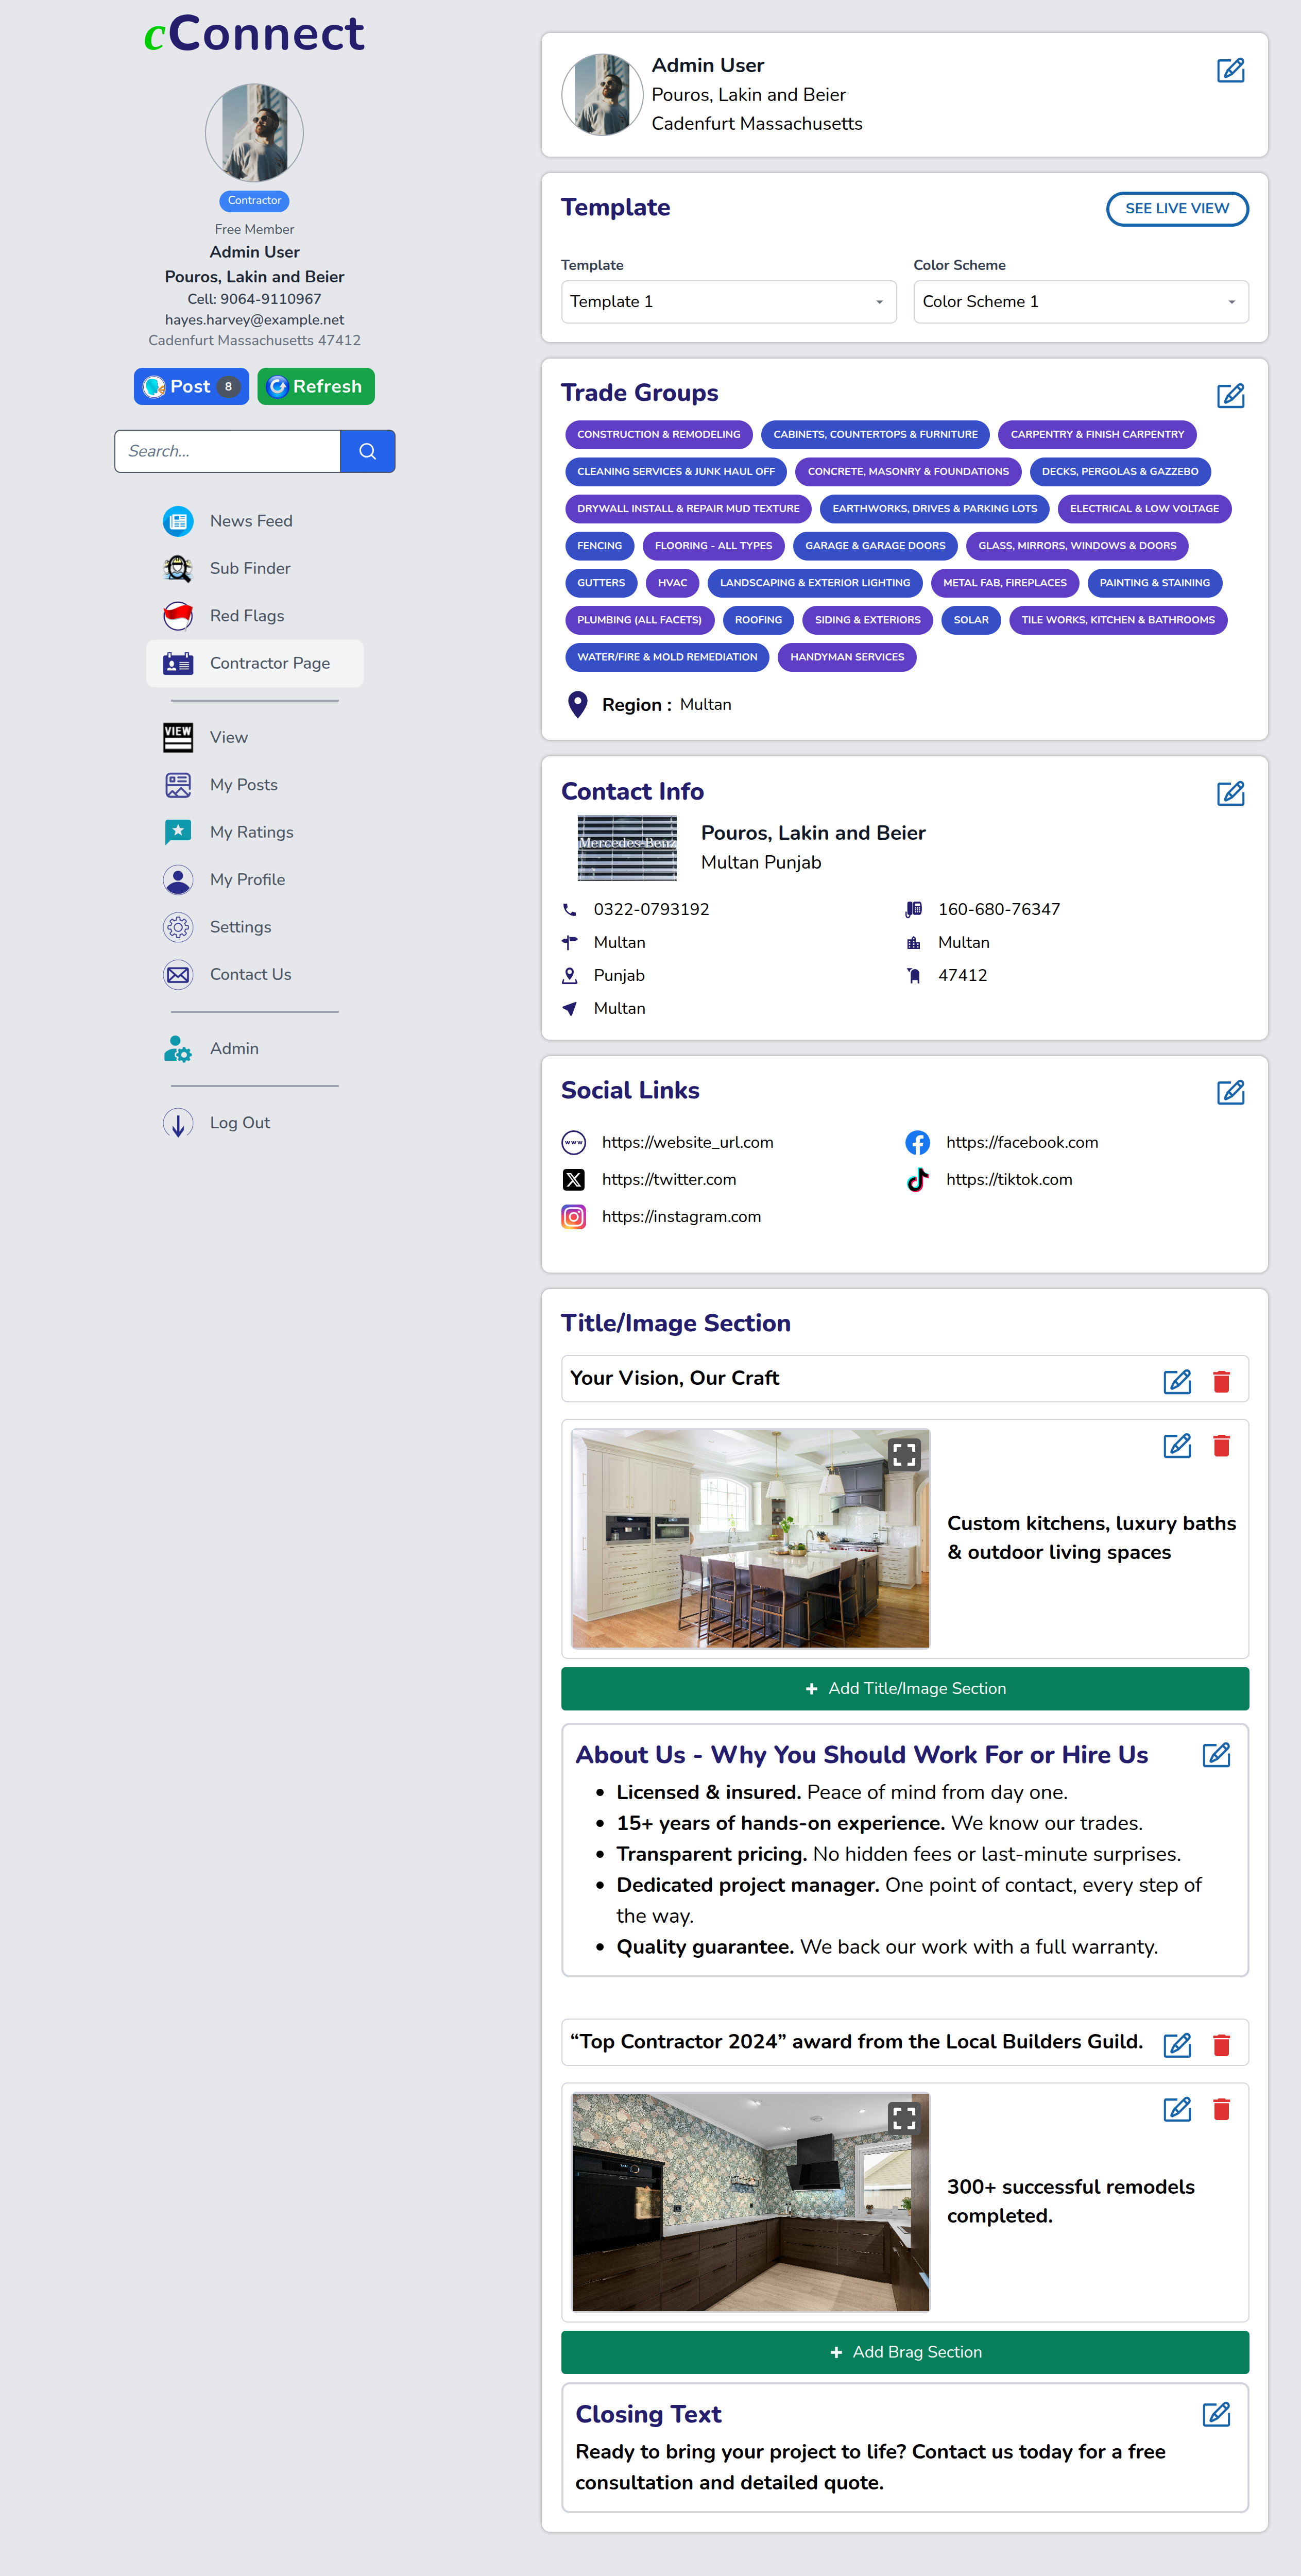 cConnect
Contractor
Free Member
Admin User
Pouros, Lakin and Beier
Cell: 9064-9110967
hayes.harvey@example.net
Cadenfurt Massachusetts 47412
Post 8 Refresh
Search...
News Feed
Sub Finder
Red Flags
Contractor Page
VIEW View
My Posts
My Ratings
My Profile
Settings
Contact Us
Admin
Log Out
Admin User
Pouros, Lakin and Beier
Cadenfurt Massachusetts
Template SEE LIVE VIEW
Template Color Scheme
Template 1 Color Scheme 1
Trade Groups
CONSTRUCTION & REMODELING CABINETS, COUNTERTOPS & FURNITURE CARPENTRY & FINISH CARPENTRY
CLEANING SERVICES & JUNK HAUL OFF CONCRETE, MASONRY & FOUNDATIONS DECKS, PERGOLAS & GAZZEBO
DRYWALL INSTALL & REPAIR MUD TEXTURE EARTHWORKS, DRIVES & PARKING LOTS ELECTRICAL & LOW VOLTAGE
FENCING FLOORING - ALL TYPES GARAGE & GARAGE DOORS GLASS, MIRRORS, WINDOWS & DOORS
GUTTERS HVAC LANDSCAPING & EXTERIOR LIGHTING METAL FAB, FIREPLACES PAINTING & STAINING
PLUMBING (ALL FACETS) ROOFING SIDING & EXTERIORS SOLAR TILE WORKS, KITCHEN & BATHROOMS
WATER/FIRE & MOLD REMEDIATION HANDYMAN SERVICES
Region : Multan
Contact Info
Mercedes-Benz
Pouros, Lakin and Beier
Multan Punjab
0322-0793192 160-680-76347
Multan Multan
Punjab 47412
Multan
Social Links
www https://website_url.com https://facebook.com
https://twitter.com https://tiktok.com
https://instagram.com
Title/Image Section
Your Vision, Our Craft
Custom kitchens, luxury baths
& outdoor living spaces
+ Add Title/Image Section
About Us - Why You Should Work For or Hire Us
• Licensed & insured. Peace of mind from day one.
• 15+ years of hands-on experience. We know our trades.
• Transparent pricing. No hidden fees or last-minute surprises.
• Dedicated project manager. One point of contact, every step of
the way.
• Quality guarantee. We back our work with a full warranty.
“Top Contractor 2024” award from the Local Builders Guild.
300+ successful remodels
completed.
+ Add Brag Section
Closing Text
Ready to bring your project to life? Contact us today for a free
consultation and detailed quote.